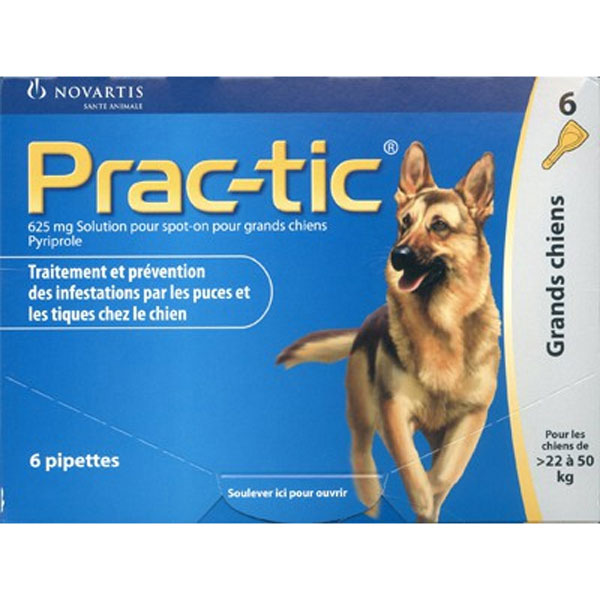 NOVARTIS
SANTE ANIMALE
6
Prac-tic®
625 mg Solution pour spot-on pour grands chiens
Pyriprole
Traitement et prévention
des infestations par les puces et
les tiques chez le chien
Grands chiens
Pour les
chiens de
>22 à 50
kg
6 pipettes
Soulever ici pour ouvrir